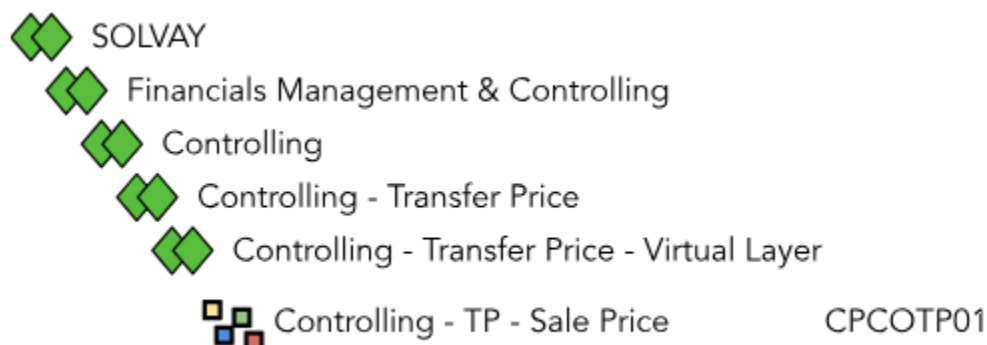 SOLVAY
Financials Management & Controlling
Controlling
Controlling - Transfer Price
Controlling - Transfer Price - Virtual Layer
Controlling - TP - Sale Price CPCOTP01